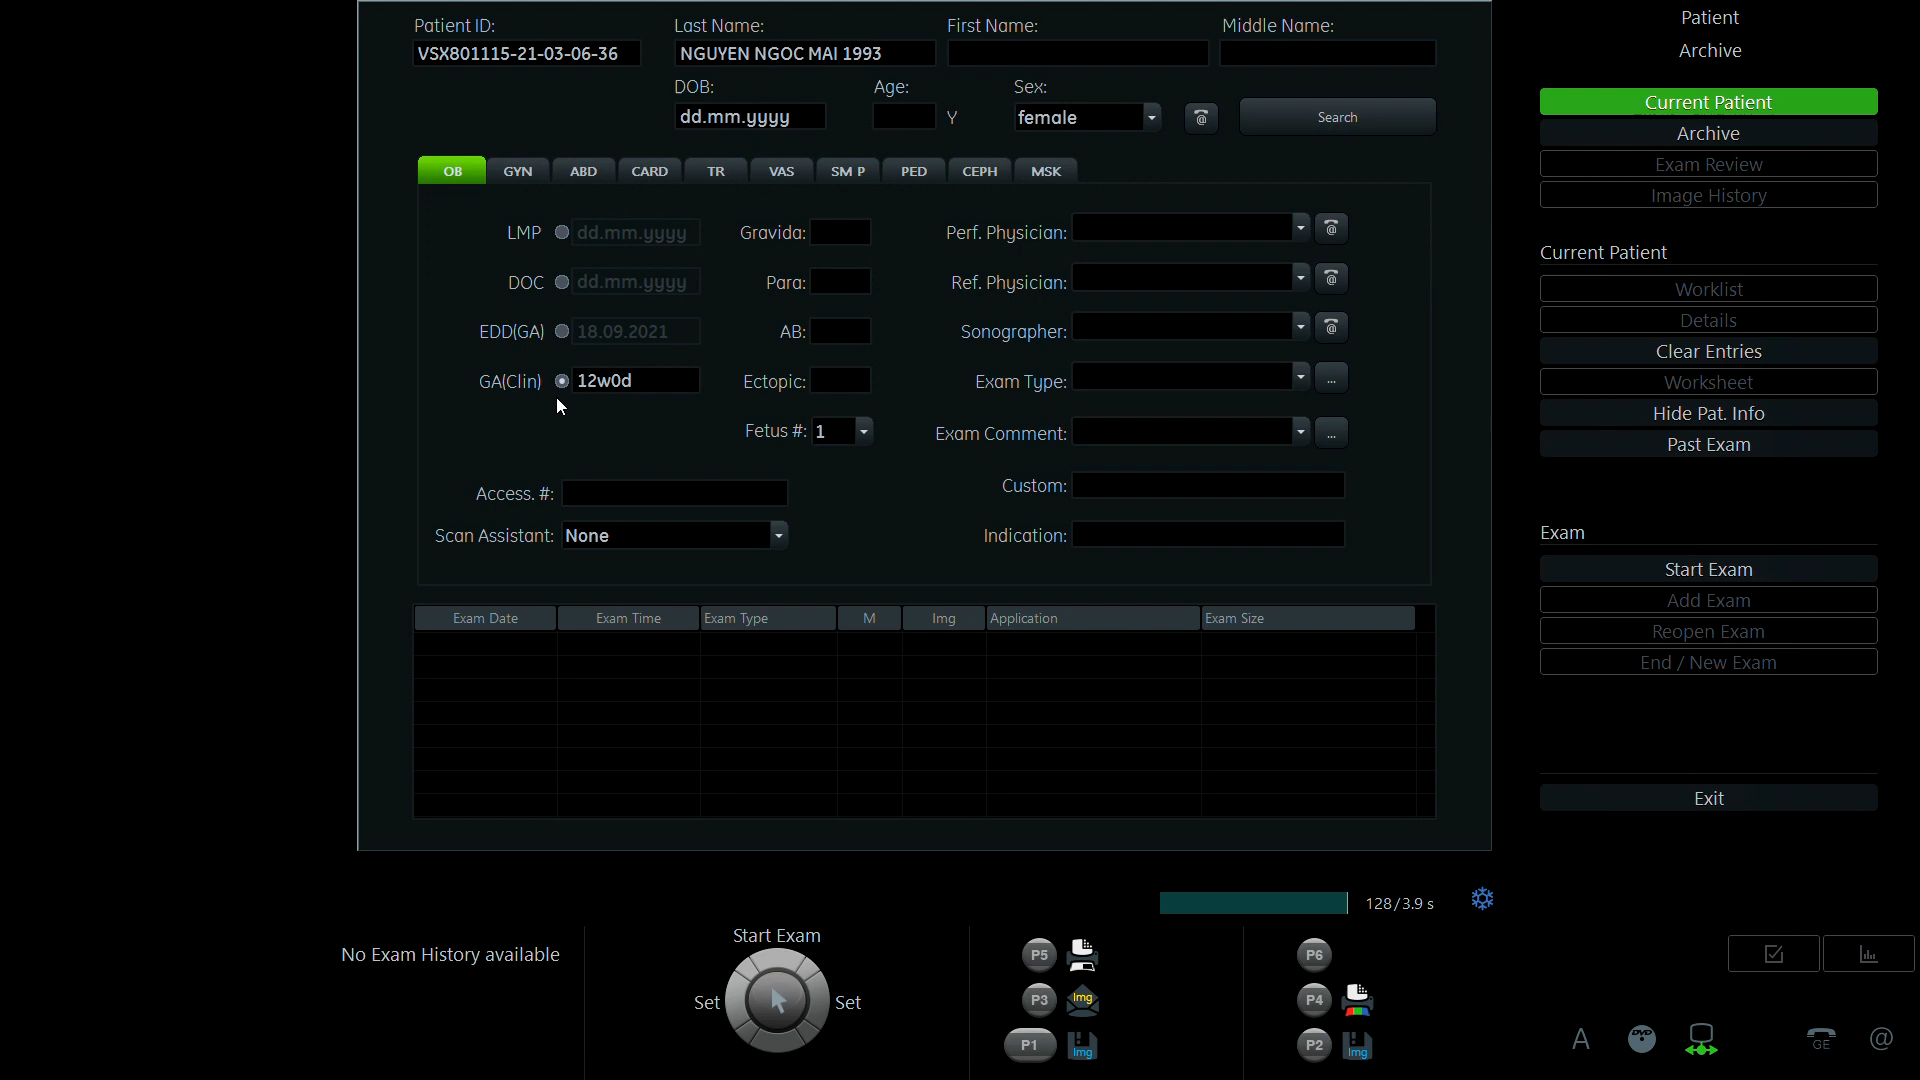 Patient ID: Last Name: First Name: Middle Name:
VSX801115-21-03-06-36 NGUYEN NGOC MAI 1993
DOB: Age: Sex:
dd.mm.yyyy Y female @ Search
OB GYN ABD CARD TR VAS SM P PED CEPH MSK
LMP dd.mm.yyyy Gravida: Perf. Physician: @
DOC dd.mm.yyyy Para: Ref. Physician: @
EDD(GA) 18.09.2021 AB: Sonographer: @
GA(Clin) 12w0d Ectopic: Exam Type: ...
Fetus #: 1 Exam Comment: ...
Access. #: Custom:
Scan Assistant: None Indication:
Exam Date Exam Time Exam Type M Img Application Exam Size
Patient
Archive
Current Patient
Archive
Exam Review
Image History
Current Patient
Worklist
Details
Clear Entries
Worksheet
Hide Pat. Info
Past Exam
Exam
Start Exam
Add Exam
Reopen Exam
End / New Exam
Exit
128/3.9 s
No Exam History available
Start Exam
Set Set
P5 P6
P3 Img P4
P1 Img P2 Img
A DVD GE @